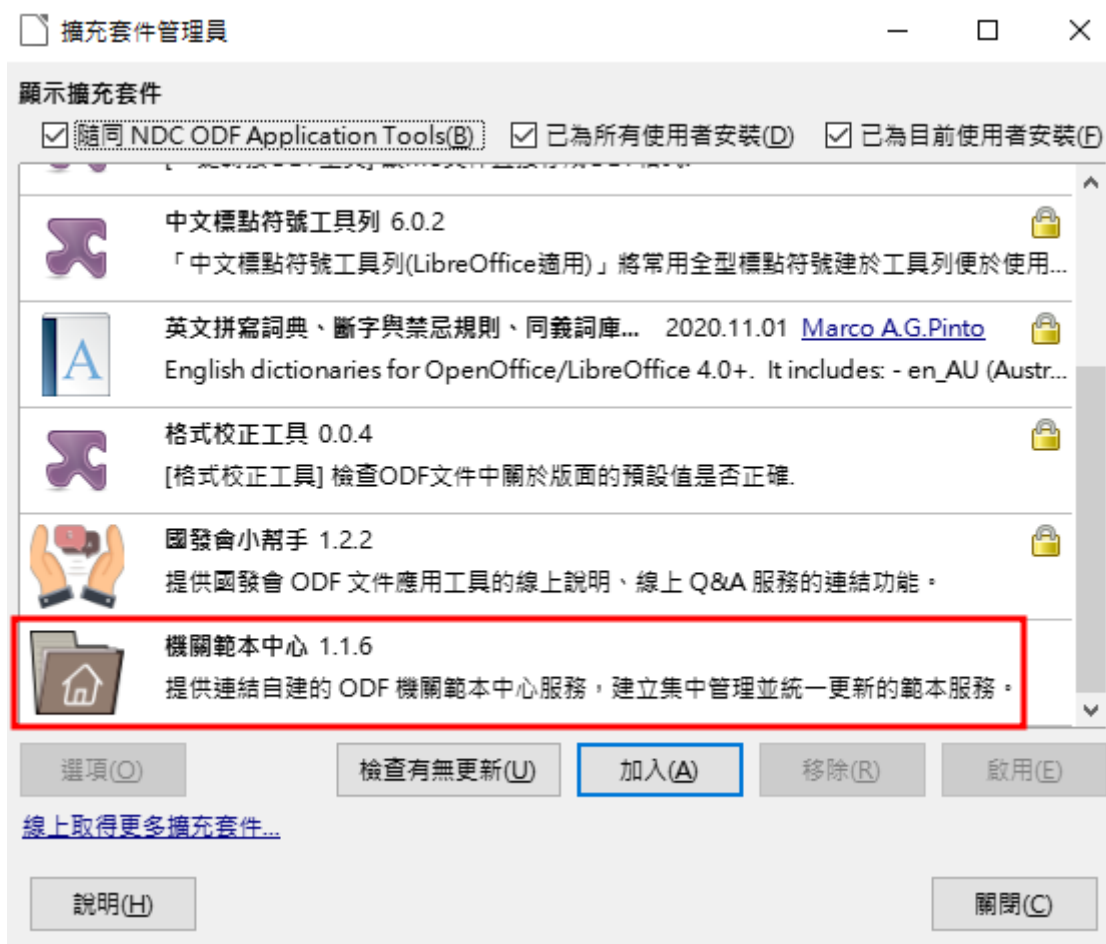 擴充套件管理員
顯示擴充套件
隨同 NDC ODF Application Tools(B) 已為所有使用者安裝(D) 已為目前使用者安裝(F)
中文標點符號工具列 6.0.2
「中文標點符號工具列(LibreOffice適用)」將常用全型標點符號建於工具列便於使用...
英文拼寫詞典、斷字與禁忌規則、同義詞庫... 2020.11.01 Marco A.G.Pinto
English dictionaries for OpenOffice/LibreOffice 4.0+. It includes: - en_AU (Austr...
格式校正工具 0.0.4
[格式校正工具] 檢查ODF文件中關於版面的預設值是否正確.
國發會小幫手 1.2.2
提供國發會 ODF 文件應用工具的線上說明、線上 Q&A 服務的連結功能。
機關範本中心 1.1.6
提供連結自建的 ODF 機關範本中心服務，建立集中管理並統一更新的範本服務。
選項(O) 檢查有無更新(U) 加入(A) 移除(R) 啟用(E)
線上取得更多擴充套件...
說明(H) 關閉(C)